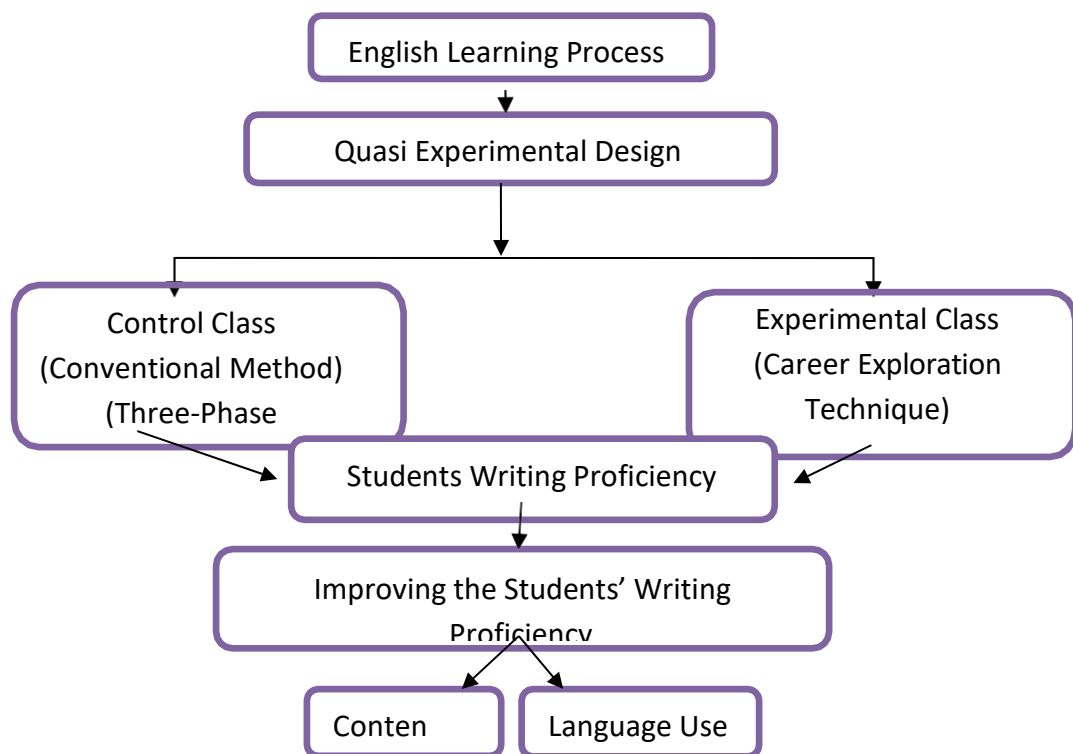 English Learning Process
Quasi Experimental Design
Control Class
(Conventional Method)
(Three-Phase
Experimental Class
(Career Exploration
Technique)
Students Writing Proficiency
Improving the Students’ Writing
Proficiency
Conten
Language Use